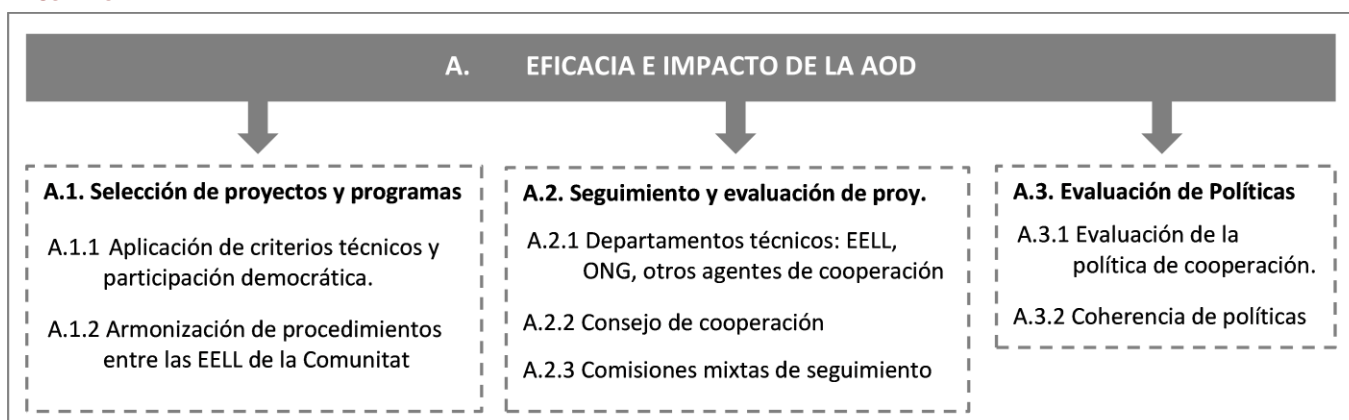 A. EFICACIA E IMPACTO DE LA AOD
A.1. Selección de proyectos y programas
A.1.1 Aplicación de criterios técnicos y
participación democrática.
A.1.2 Armonización de procedimientos
entre las EELL de la Comunitat
A.2. Seguimiento y evaluación de proy.
A.2.1 Departamentos técnicos: EELL,
ONG, otros agentes de cooperación
A.2.2 Consejo de cooperación
A.2.3 Comisiones mixtas de seguimiento
A.3. Evaluación de Políticas
A.3.1 Evaluación de la
política de cooperación.
A.3.2 Coherencia de políticas